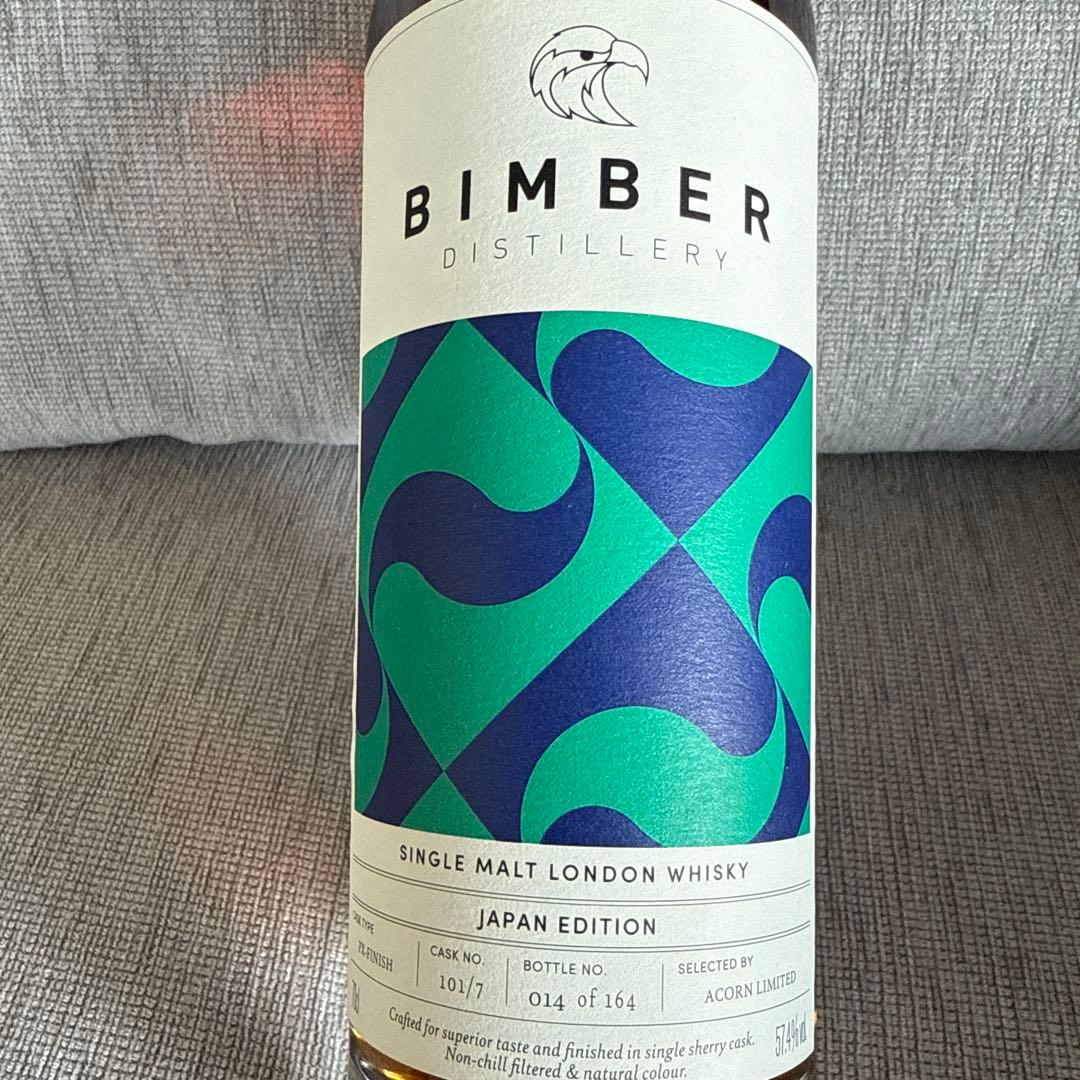 BIMBER
DISTILLERY
SINGLE MALT LONDON WHISKY
JAPAN EDITION
CASK TYPE
PX-FINISH
CASK NO.
101/7
BOTTLE NO.
014 of 164
SELECTED BY
ACORN LIMITED
70cl
Crafted for superior taste and finished in single sherry cask.
Non-chill filtered & natural colour.
57.4% vol.